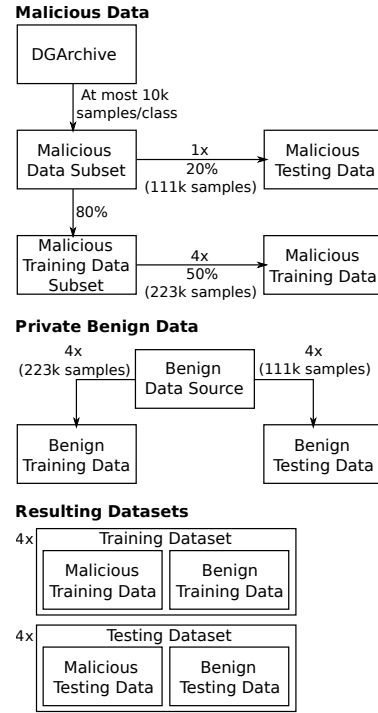 Malicious Data
DGArchive
At most 10k
samples/class
Malicious
Data Subset
1x
20%
(111k samples)
Malicious
Testing Data
80%
Malicious
Training Data
Subset
4x
50%
(223k samples)
Malicious
Training Data
Private Benign Data
4x
(223k samples)
Benign
Data Source
4x
(111k samples)
Benign
Training Data
Benign
Testing Data
Resulting Datasets
4x
Training Dataset
Malicious
Training Data
Benign
Training Data
4x
Testing Dataset
Malicious
Testing Data
Benign
Testing Data